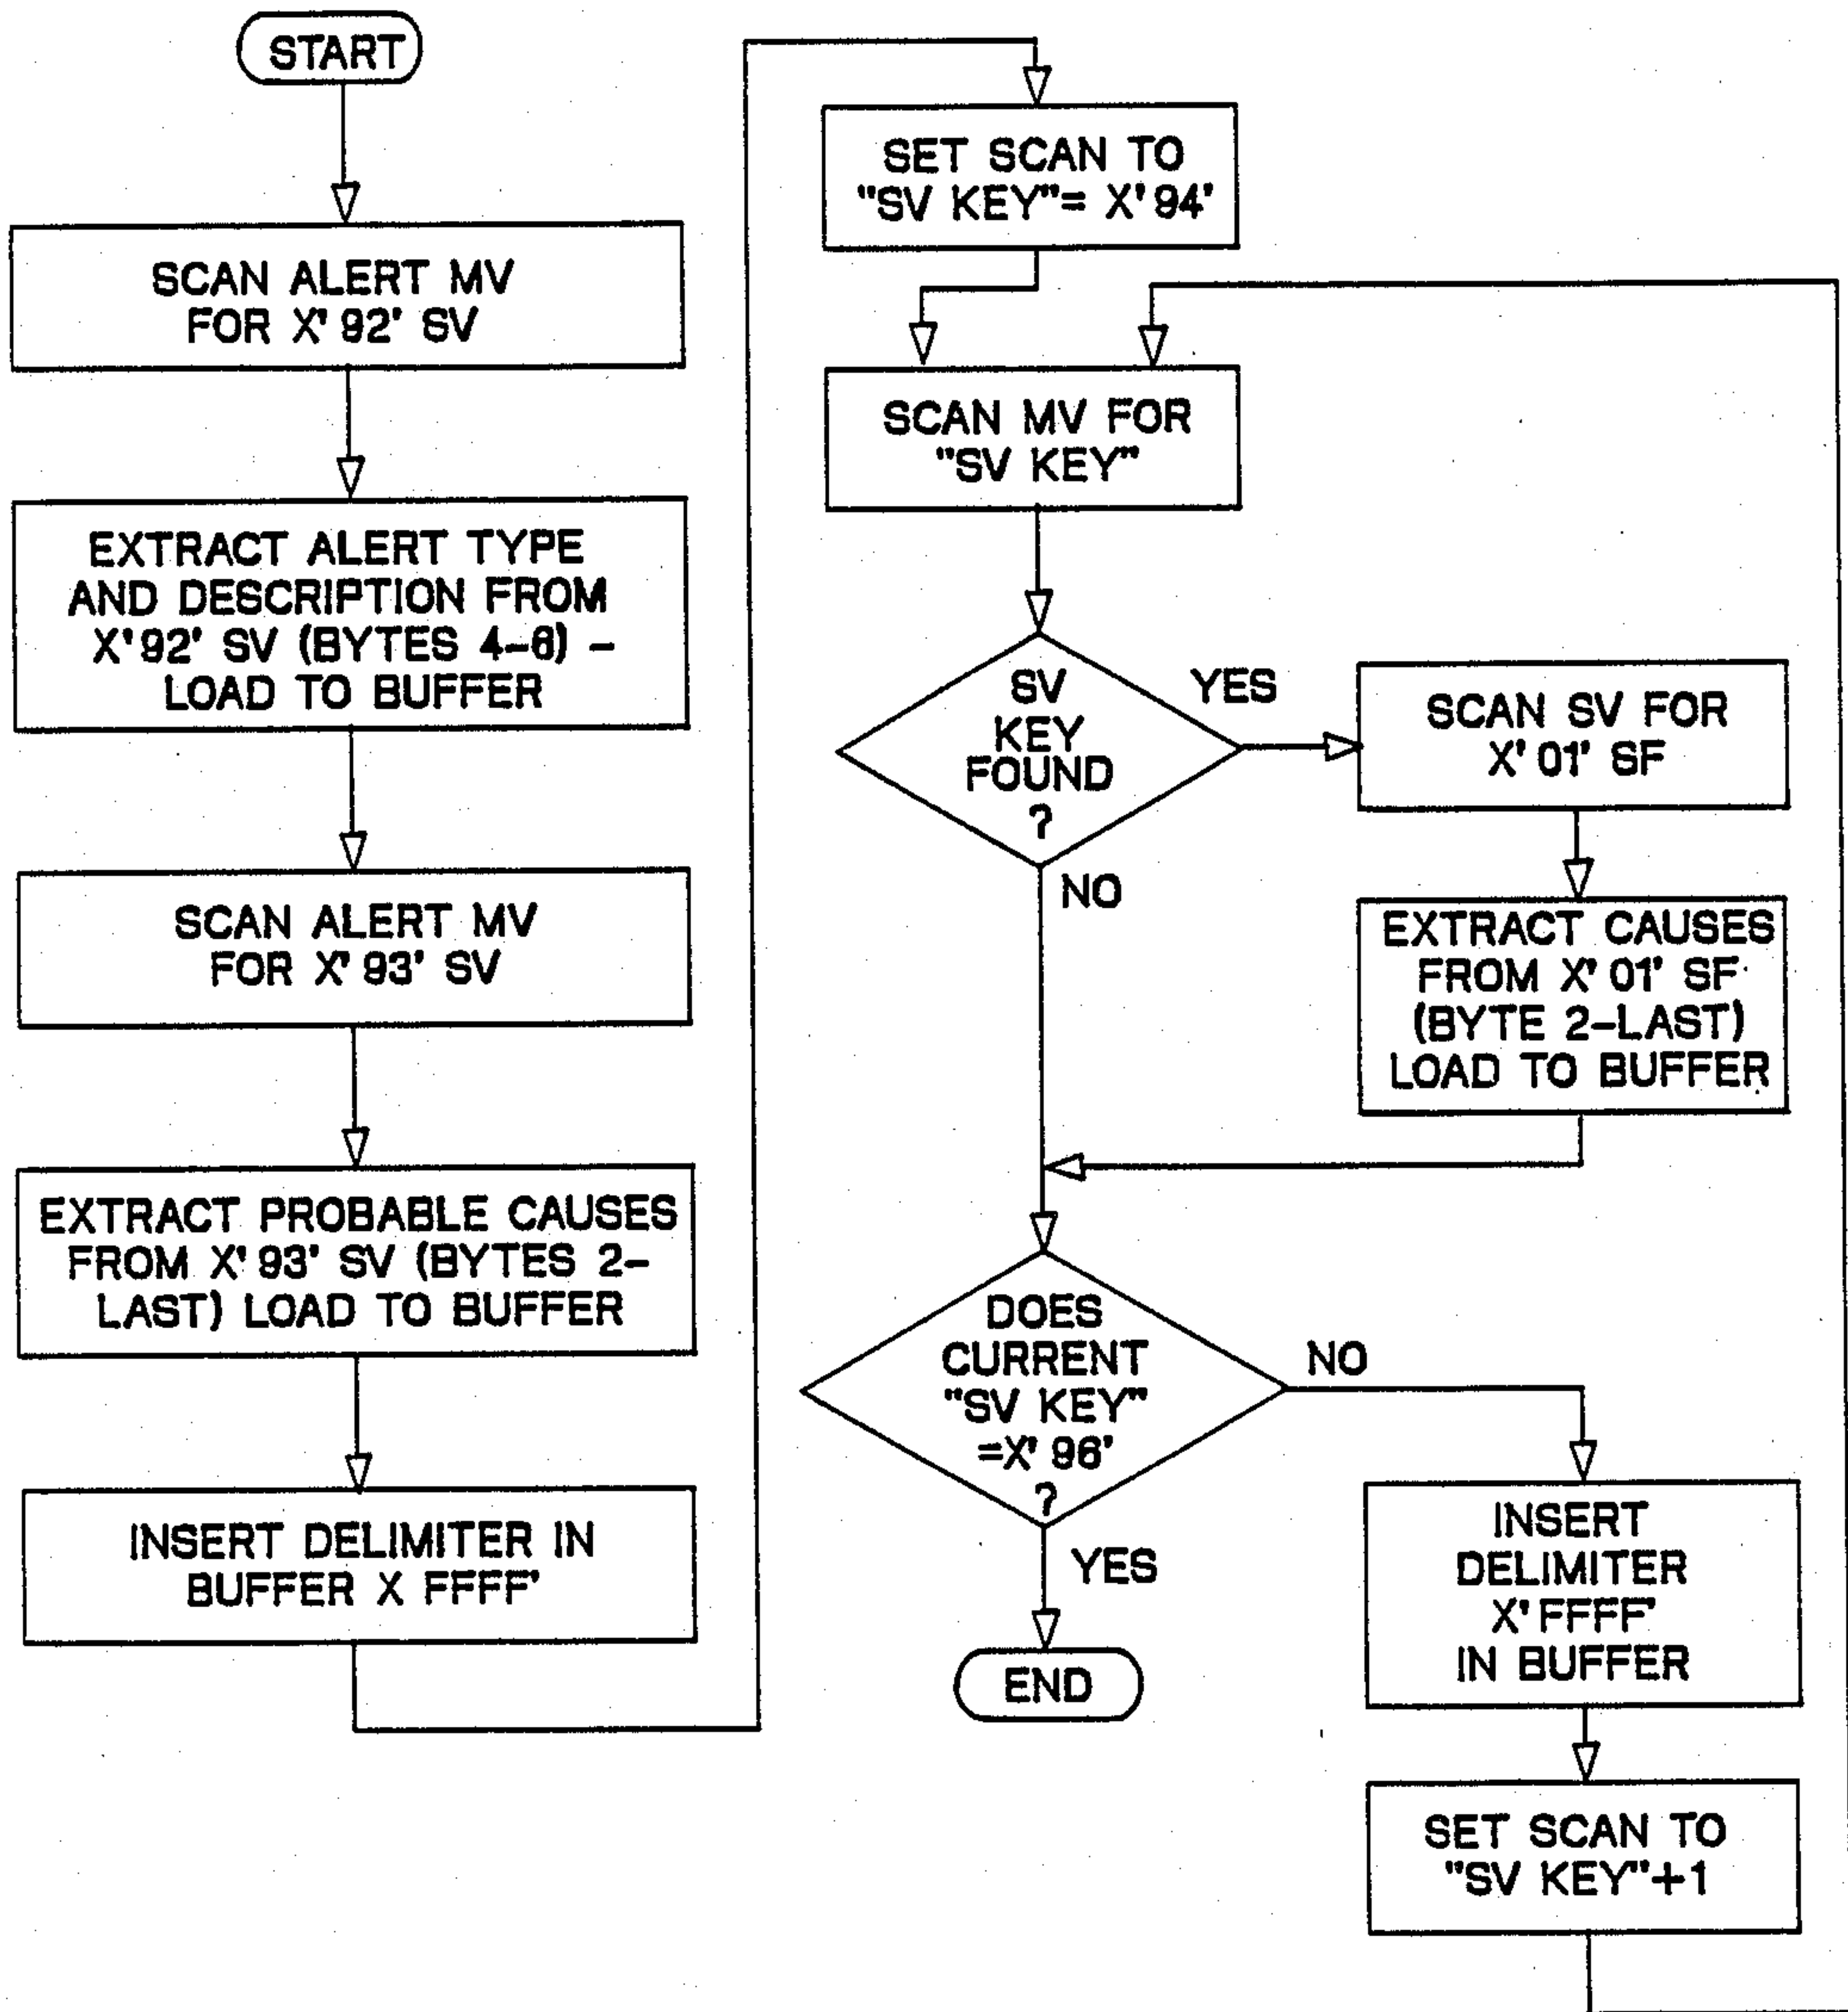 START
SCAN ALERT MV
FOR X'92' SV
EXTRACT ALERT TYPE
AND DESCRIPTION FROM
X'92' SV (BYTES 4-6) -
LOAD TO BUFFER
SCAN ALERT MV
FOR X'93' SV
EXTRACT PROBABLE CAUSES
FROM X'93' SV (BYTES 2-
LAST) LOAD TO BUFFER
INSERT DELIMITER IN
BUFFER X FFFF'
SET SCAN TO
"SV KEY"= X'94'
SCAN MV FOR
"SV KEY"
SV
KEY
FOUND
?
YES
NO
SCAN SV FOR
X'01' SF
EXTRACT CAUSES
FROM X'01' SF
(BYTE 2-LAST)
LOAD TO BUFFER
DOES
CURRENT
"SV KEY"
=X'96'
?
NO
YES
END
INSERT
DELIMITER
X'FFFF'
IN BUFFER
SET SCAN TO
"SV KEY"+1